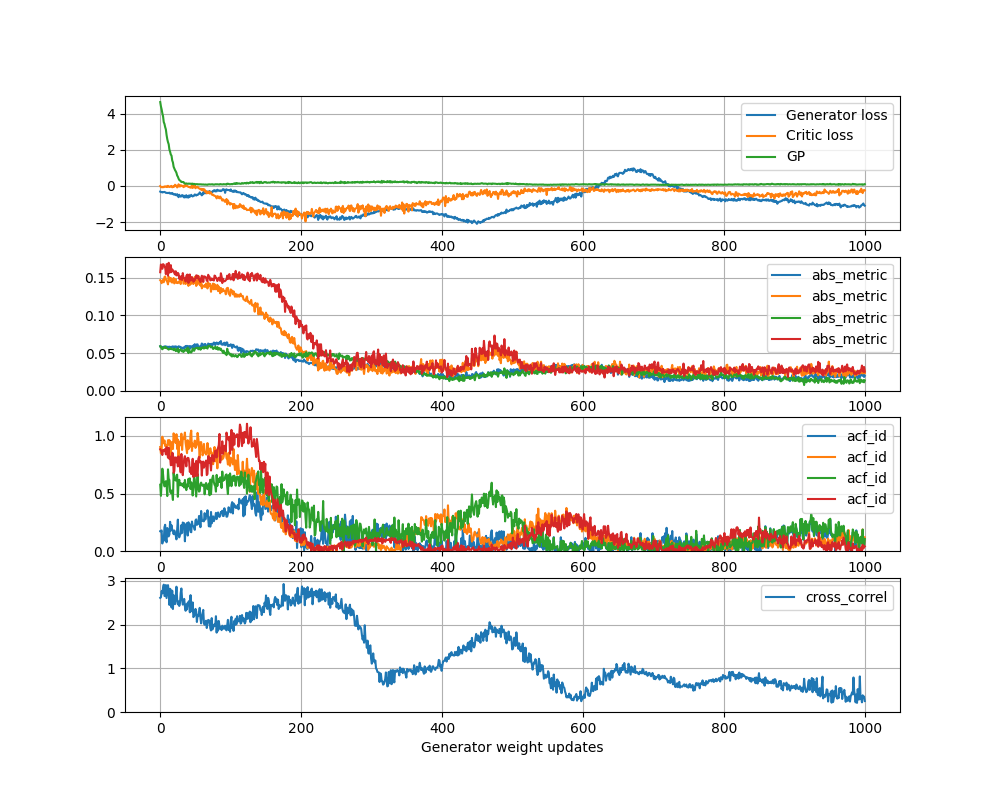 4
2
0
−2
Generator loss
Critic loss
GP
0 200 400 600 800 1000
0.15
0.10
0.05
0.00
abs_metric
abs_metric
abs_metric
abs_metric
0 200 400 600 800 1000
1.0
0.5
0.0
acf_id
acf_id
acf_id
acf_id
0 200 400 600 800 1000
3
2
1
0
cross_correl
0 200 400 600 800 1000
Generator weight updates